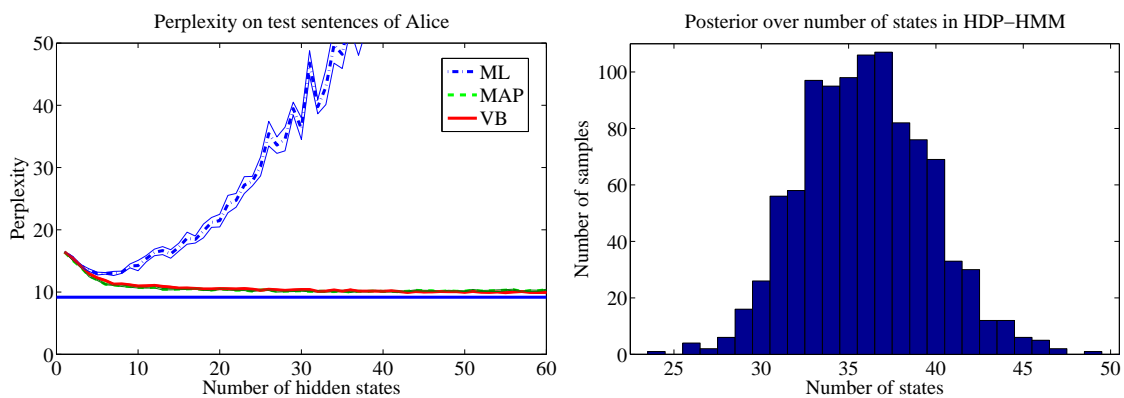 Perplexity on test sentences of Alice
50
40
30
20
10
0
Perplexity
ML
MAP
VB
0 10 20 30 40 50 60
Number of hidden states
Posterior over number of states in HDP−HMM
100
80
60
40
20
0
Number of samples
25 30 35 40 45 50
Number of states